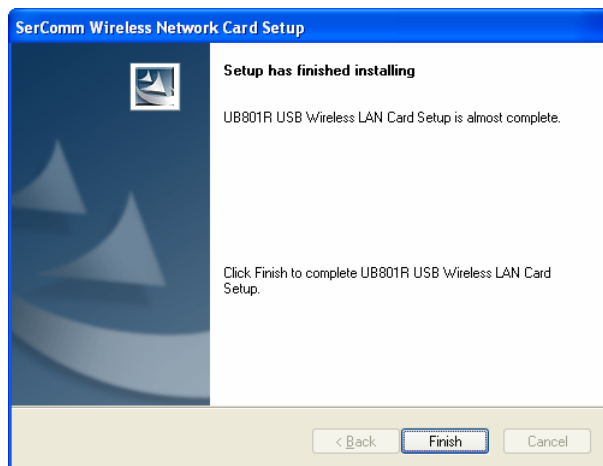 SerComm Wireless Network Card Setup
Setup has finished installing
UB801R USB Wireless LAN Card Setup is almost complete.
Click Finish to complete UB801R USB Wireless LAN Card
Setup.
< Back Finish Cancel